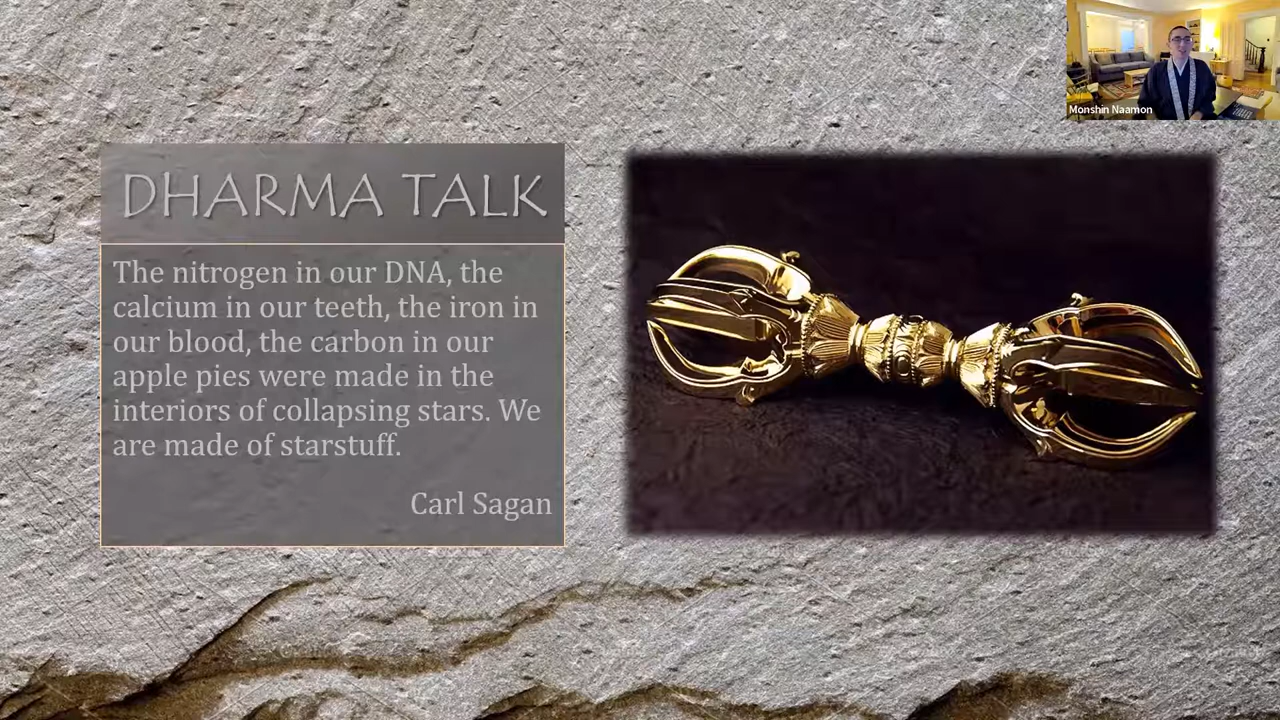 Monshin Naamon
DHARMA TALK
The nitrogen in our DNA, the
calcium in our teeth, the iron in
our blood, the carbon in our
apple pies were made in the
interiors of collapsing stars. We
are made of starstuff.
Carl Sagan